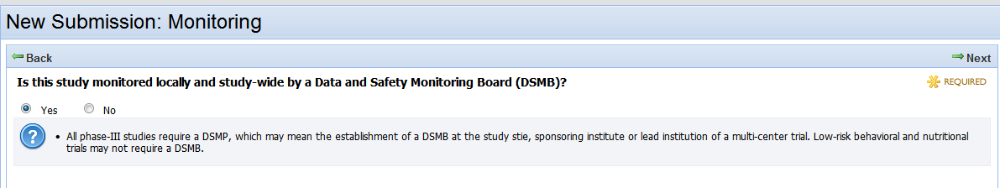 New Submission: Monitoring
Back
Next
Is this study monitored locally and study-wide by a Data and Safety Monitoring Board (DSMB)?
REQUIRED
Yes
No
?
• All phase-III studies require a DSMP, which may mean the establishment of a DSMB at the study stie, sponsoring institute or lead institution of a multi-center trial. Low-risk behavioral and nutritional
trials may not require a DSMB.